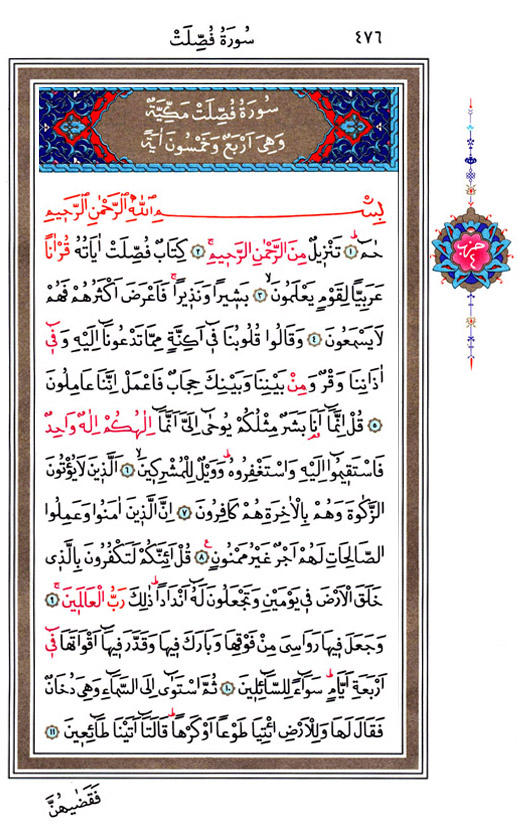 ٤٧٦ سُورَةُ فُصِّلَتْ
سُورَةُ فُصِّلَتْ مَكِّيَّةٌ
وَهِيَ اَرْبَعٌ وَخَمْسُونَ اٰيَةً
بِسْمِ اللّٰهِ الرَّحْمٰنِ الرَّحِيمِ
حٰمٓ ۚ ﴿١﴾ تَنْزِيلٌ مِنَ الرَّحْمٰنِ الرَّحِيمِۚ ﴿٢﴾ كِتَابٌ فُصِّلَتْ اٰيَاتُهُ قُرْاٰنًا
عَرَبِيًّا لِقَوْمٍ يَعْلَمُونَۙ ﴿٣﴾ بَشِيرًا وَنَذِيرًاۚ فَاَعْرَضَ اَكْثَرُهُمْ فَهُمْ
لَا يَسْمَعُونَ ﴿٤﴾ وَقَالُوا قُلُوبُنَا فِٓي اَكِنَّةٍ مِمَّا تَدْعُونَٓا اِلَيْهِ وَفِٓي
اٰذَانِنَا وَقْرٌ وَمِنْ بَيْنِنَا وَبَيْنِكَ حِجَابٌ فَاعْمَلْ اِنَّنَا عَامِلُونَ
﴿٥﴾ قُلْ اِنَّمَٓا اَنَا۬ بَشَرٌ مِثْلُكُمْ يُوحٰٓى اِلَيَّ اَنَّمَٓا اِلٰهُكُمْ اِلٰهٌ وَاحِدٌ
فَاسْتَقِيمُٓوا اِلَيْهِ وَاسْتَغْفِرُوهُۜ وَوَيْلٌ لِلْمُشْرِكِينَۙ ﴿٦﴾ اَلَّذِينَ لَا يُؤْتُونَ
الزَّكٰوةَ وَهُمْ بِالْاٰخِرَةِ هُمْ كَافِرُونَ ﴿٧﴾ اِنَّ الَّذِينَ اٰمَنُوا وَعَمِلُوا
الصَّالِحَاتِ لَهُمْ اَجْرٌ غَيْرُ مَمْنُونٍ۟ ﴿٨﴾ قُلْ اَئِنَّكُمْ لَتَكْفُرُونَ بِالَّذِي
خَلَقَ الْاَرْضَ فِي يَوْمَيْنِ وَتَجْعَلُونَ لَهُٓ اَنْدَادًاۜ ذٰلِكَ رَبُّ الْعَالَمِينَۚ ﴿٩﴾
وَجَعَلَ فِيهَا رَوَاسِيَ مِنْ فَوْقِهَا وَبَارَكَ فِيهَا وَقَدَّرَ فِيهَٓا اَقْوَاتَهَا فِٓي
اَرْبَعَةِ اَيَّامٍۜ سَوَٓاءً لِلسَّٓائِلِينَ ﴿١٠﴾ ثُمَّ اسْتَوٰٓى اِلَى السَّمَٓاءِ وَهِيَ دُخَانٌ
فَقَالَ لَهَا وَلِلْاَرْضِ ائْتِيَا طَوْعًا اَوْ كَرْهًاۜ قَالَتَٓا اَتَيْنَا طَٓائِعِينَ ﴿١١﴾
فَقَضٰيهُنَّ